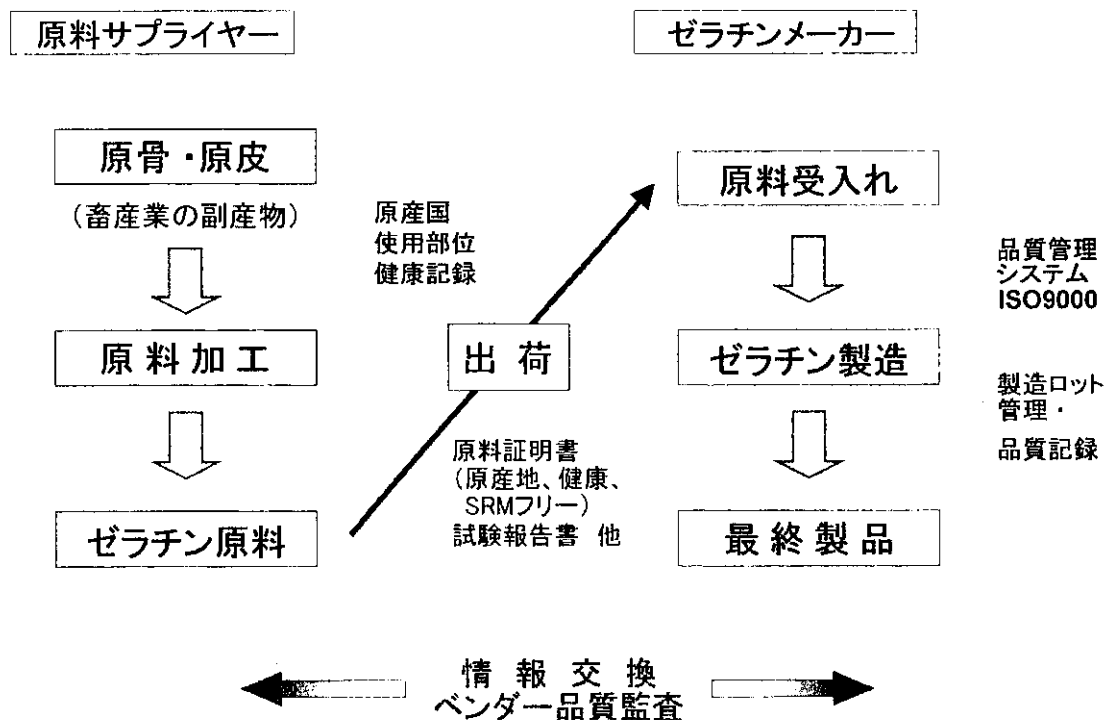 原料サプライヤー
ゼラチンメーカー
原骨・原皮
(畜産業の副産物)
原料加工
ゼラチン原料
原産国
使用部位
健康記録
出荷
原料証明書
(原産地、健康、
SRMフリー)
試験報告書 他
原料受入れ
ゼラチン製造
最終製品
品質管理
システム
ISO9000
製造ロット
管理・
品質記録
情報交換
ベンダー品質監査